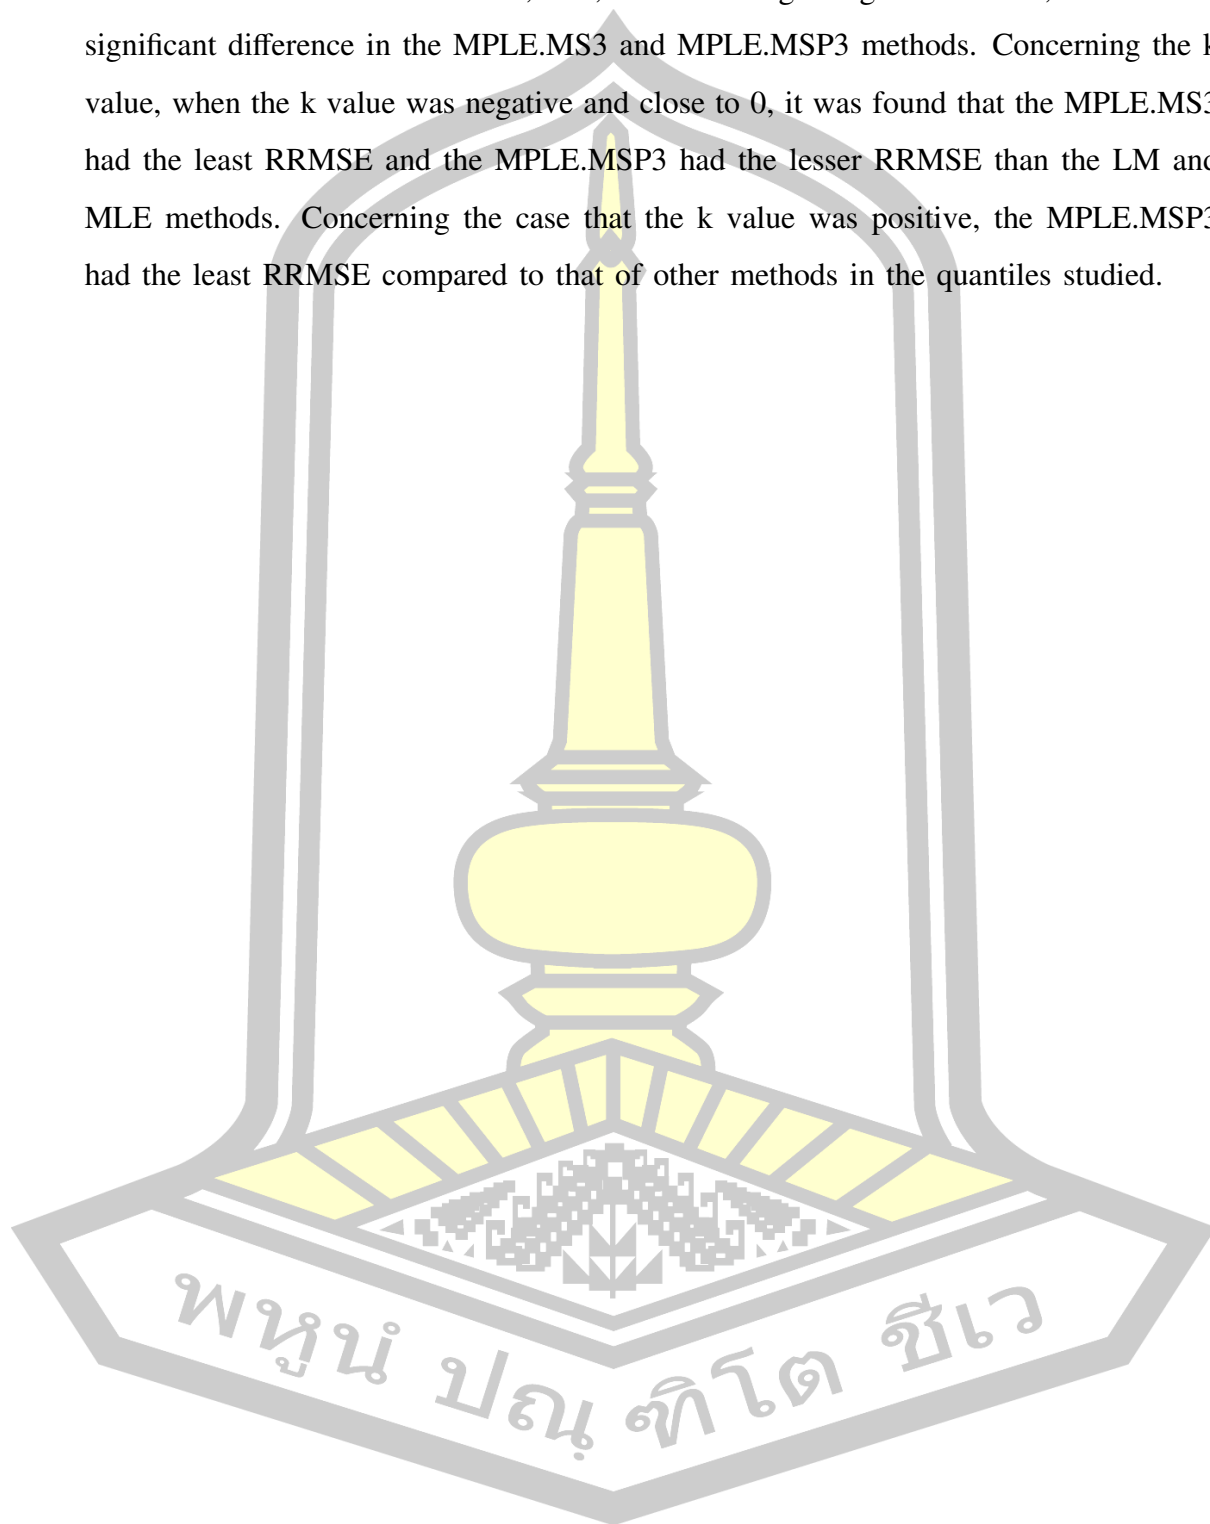 significant difference in the MPLE.MS3 and MPLE.MSP3 methods. Concerning the k
value, when the k value was negative and close to 0, it was found that the MPLE.MS3
had the least RRMSE and the MPLE.MSP3 had the lesser RRMSE than the LM and
MLE methods. Concerning the case that the k value was positive, the MPLE.MSP3
had the least RRMSE compared to that of other methods in the quantiles studied.
พหูนํ ปณฺฑิโต ชีเว